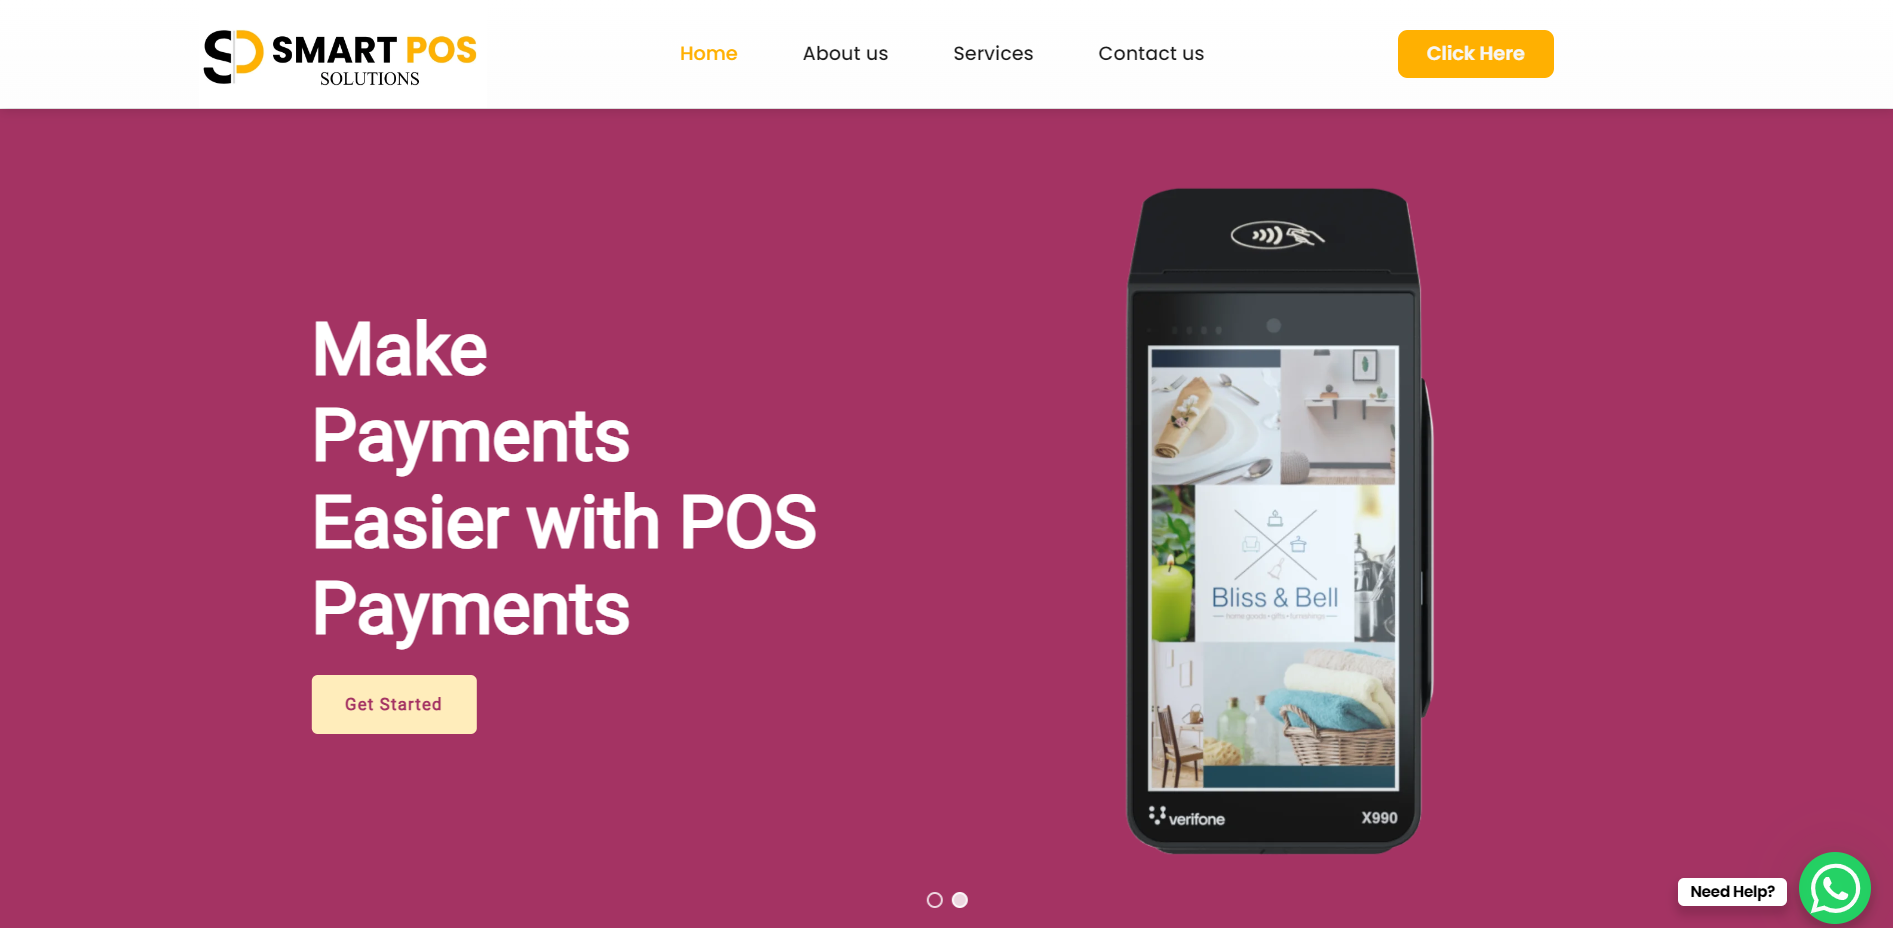 SMART POS
SOLUTIONS
Home
About us
Services
Contact us
Click Here
Make
Payments
Easier with POS
Payments
Get Started
Bliss & Bell
home goods • gifts • furnishings
verifone
X990
Need Help?